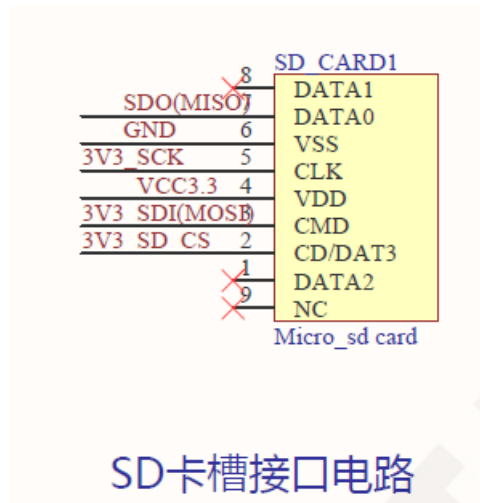 SD_CARD1
8 DATA1
SDO(MISO) 7 DATA0
GND 6 VSS
3V3_SCK 5 CLK
VCC3.3 4 VDD
3V3_SDI(MOSI) 3 CMD
3V3_SD_CS 2 CD/DAT3
1 DATA2
9 NC
Micro_sd card
SD卡槽接口电路